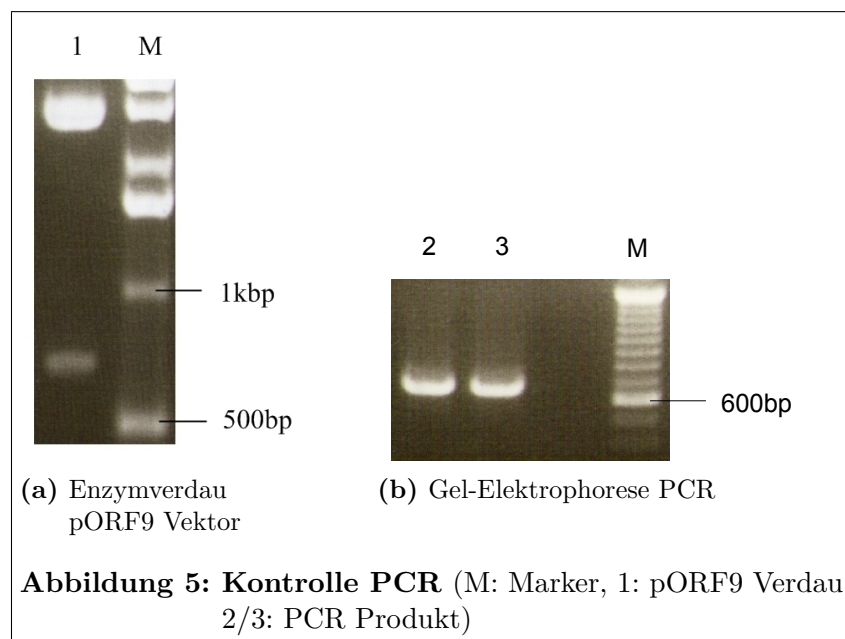 1 M
1kbp
500bp
2 3 M
600bp
(a) Enzymverdau
pORF9 Vektor
(b) Gel-Elektrophorese PCR
Abbildung 5: Kontrolle PCR (M: Marker, 1: pORF9 Verdau
2/3: PCR Produkt)